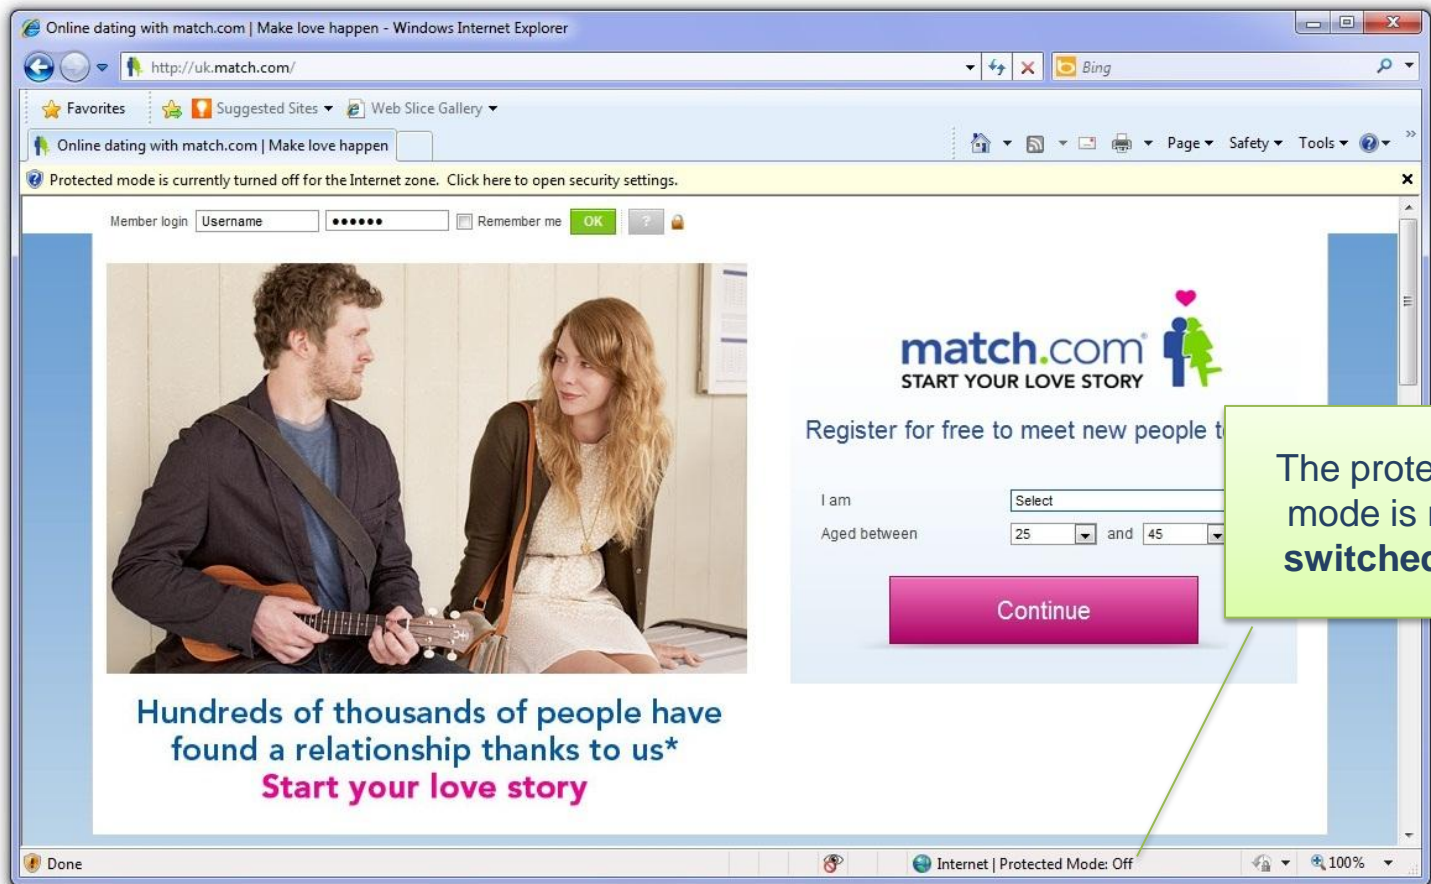 Online dating with match.com | Make love happen - Windows Internet Explorer
http://uk.match.com/
Bing
Favorites
Suggested Sites
Web Slice Gallery
Online dating with match.com | Make love happen
Page
Safety
Tools
Protected mode is currently turned off for the Internet zone. Click here to open security settings.
Member login
Username
Remember me
OK
?
match.com
START YOUR LOVE STORY
Register for free to meet new people
I am
Select
Aged between
25
and
45
Continue
The
mode is
Hundreds of thousands of people have
found a relationship thanks to us*
Start your love story
Done
Internet | Protected Mode: Off
100%